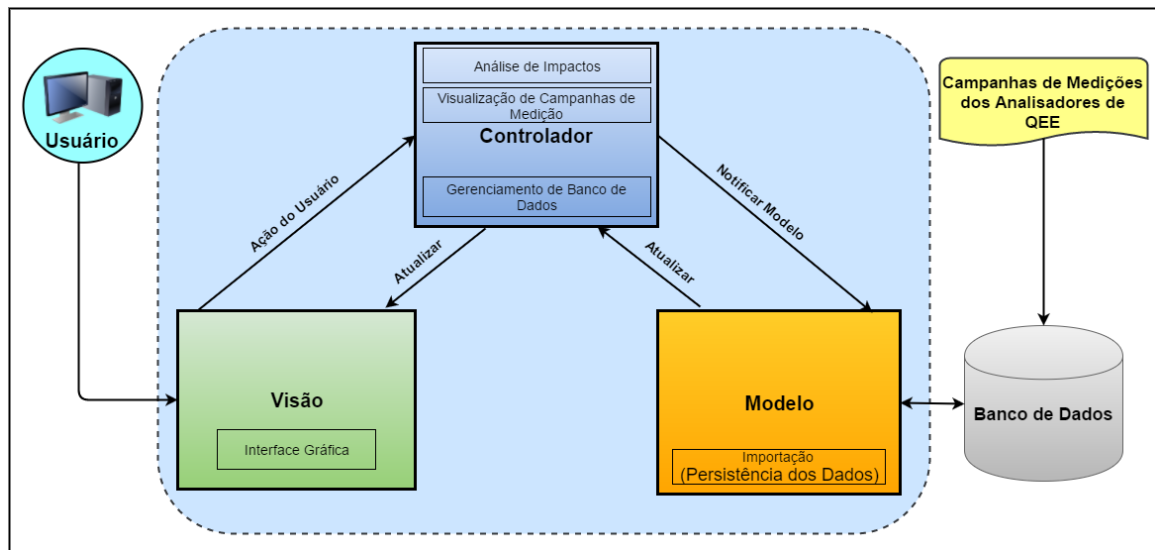 Usuário
Análise de Impactos
Visualização de Campanhas de
Medição
Controlador
Gerenciamento de Banco de
Dados
Campanhas de Medições
dos Analisadores de
QEE
Ação do Usuário
Atualizar
Atualizar
Notificar Modelo
Visão
Interface Gráfica
Modelo
Importação
(Persistência dos Dados)
Banco de Dados